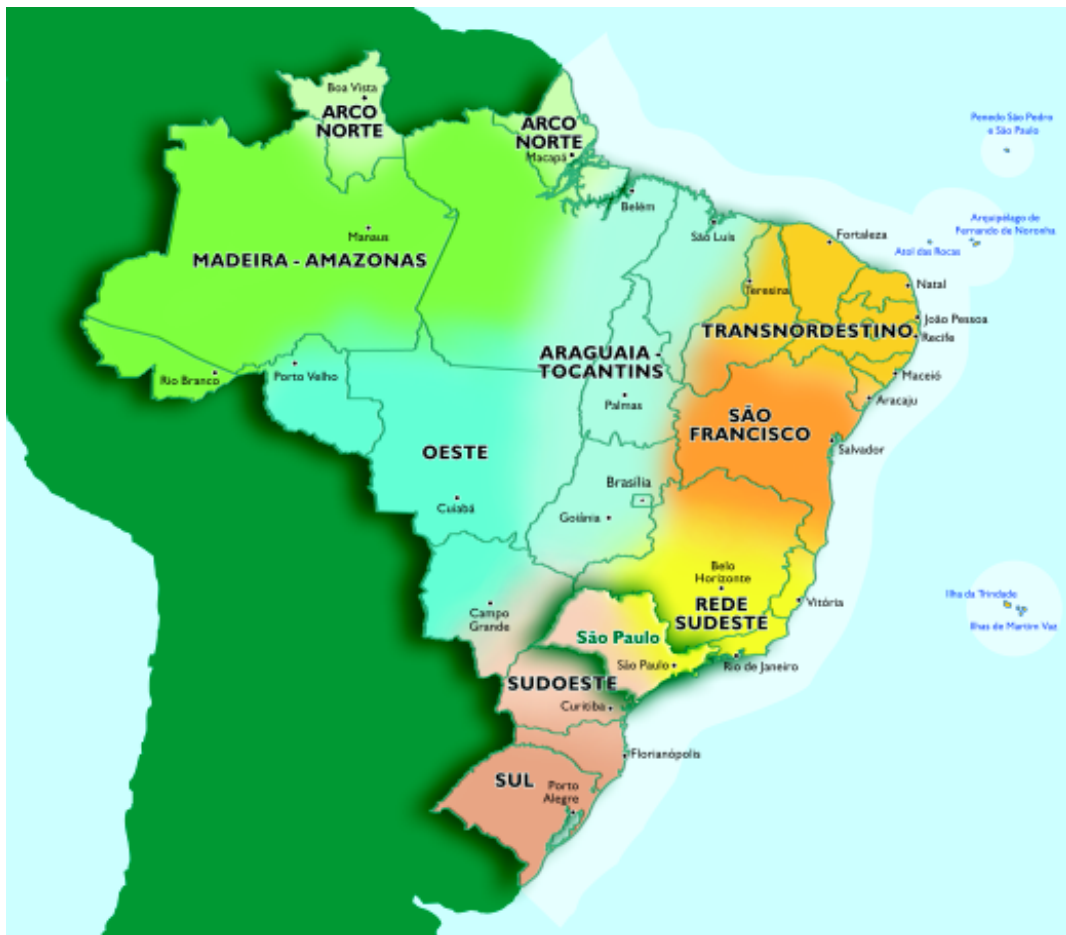 Boa Vista
ARCO
NORTE
ARCO
NORTE
Macapá
Penedo São Pedro
e São Paulo
Belém
São Luis
Fortaleza
Arquipélago de
Fernando de Noronha
Atol das Rocas
Manaus
MADEIRA - AMAZONAS
Teresina
Natal
João Pessoa
TRANSNORDESTINO
Recife
ARAGUAIA -
TOCANTINS
Rio Branco
Porto Velho
Maceió
Palmas
Aracaju
SÃO
FRANCISCO
OESTE
Salvador
Brasília
Cuiabá
Goiânia
Belo
Horizonte
Ilha da Trindade
Vitória
REDE
SUDESTE
Campo
Grande
Ilhas de Martim Vaz
São Paulo
São Paulo
Rio de Janeiro
SUDOESTE
Curitiba
Florianópolis
SUL
Porto
Alegre